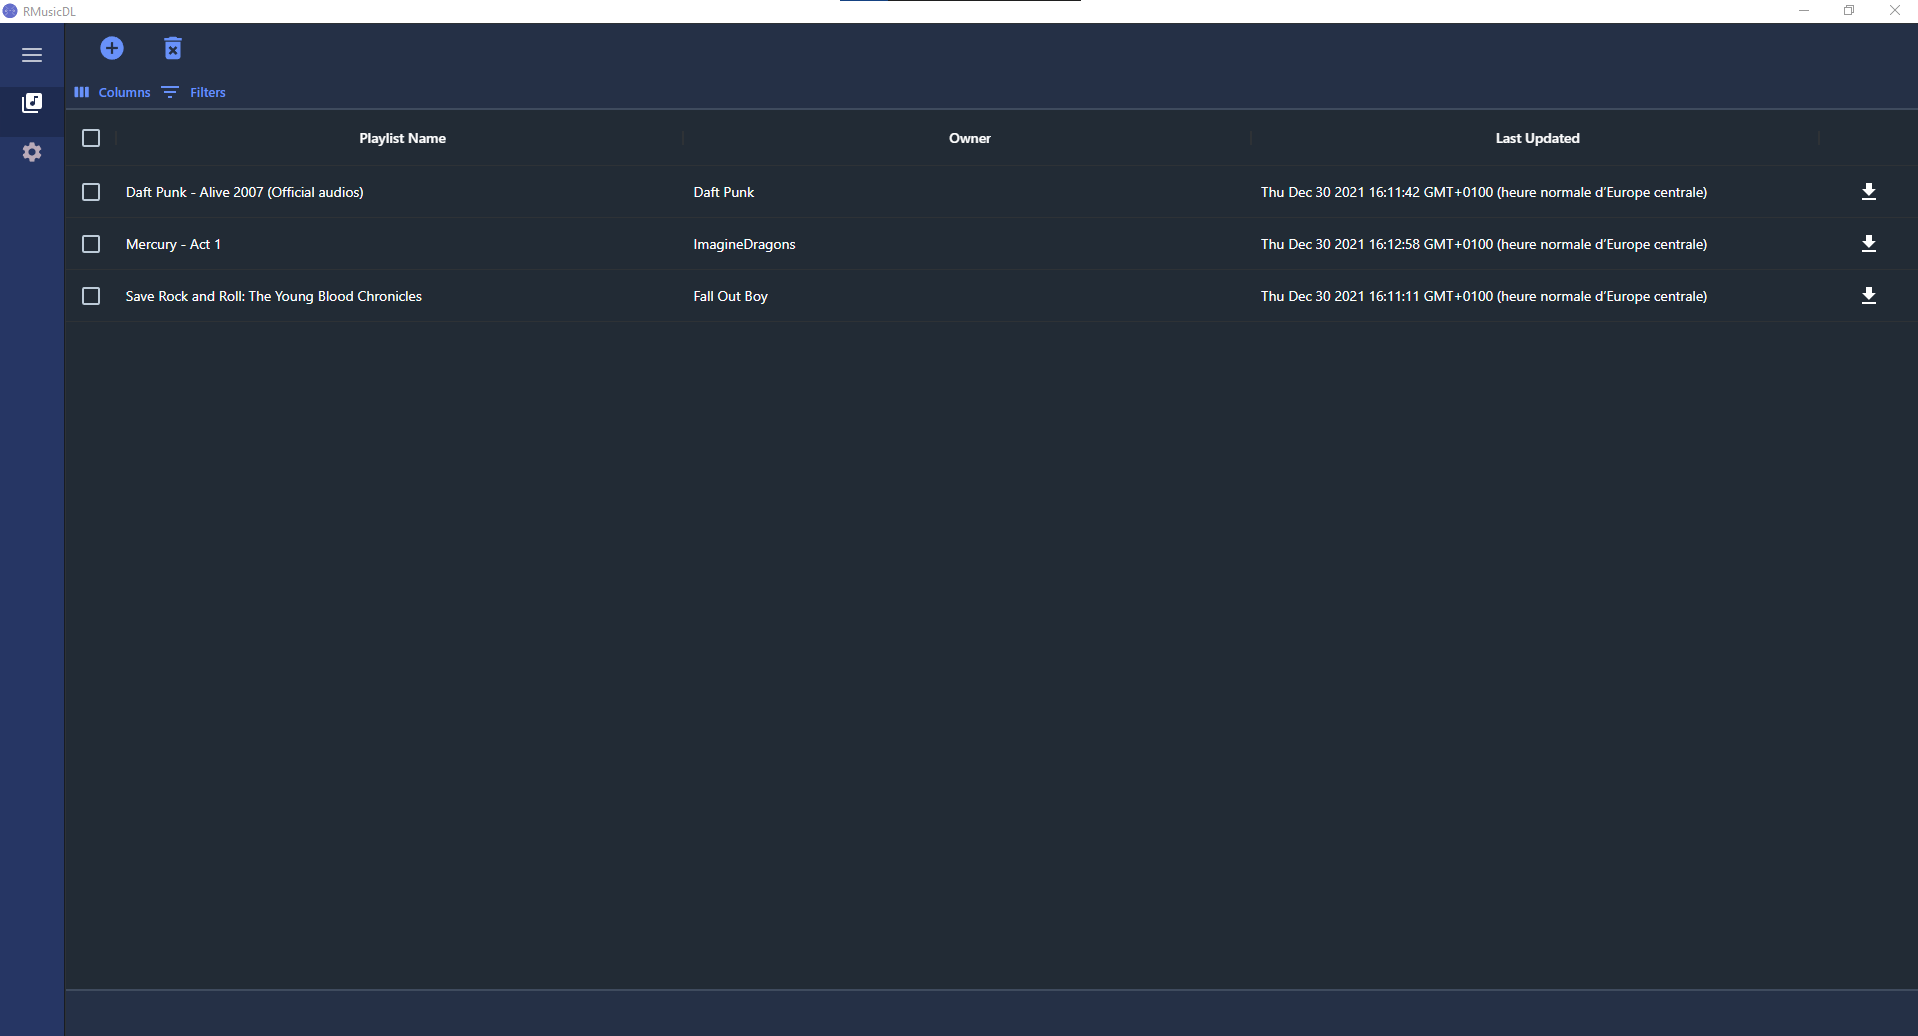 RMusicDL
Columns Filters
Playlist Name Owner Last Updated
Daft Punk - Alive 2007 (Official audios) Daft Punk Thu Dec 30 2021 16:11:42 GMT+0100 (heure normale d’Europe centrale)
Mercury - Act 1 ImagineDragons Thu Dec 30 2021 16:12:58 GMT+0100 (heure normale d’Europe centrale)
Save Rock and Roll: The Young Blood Chronicles Fall Out Boy Thu Dec 30 2021 16:11:11 GMT+0100 (heure normale d’Europe centrale)